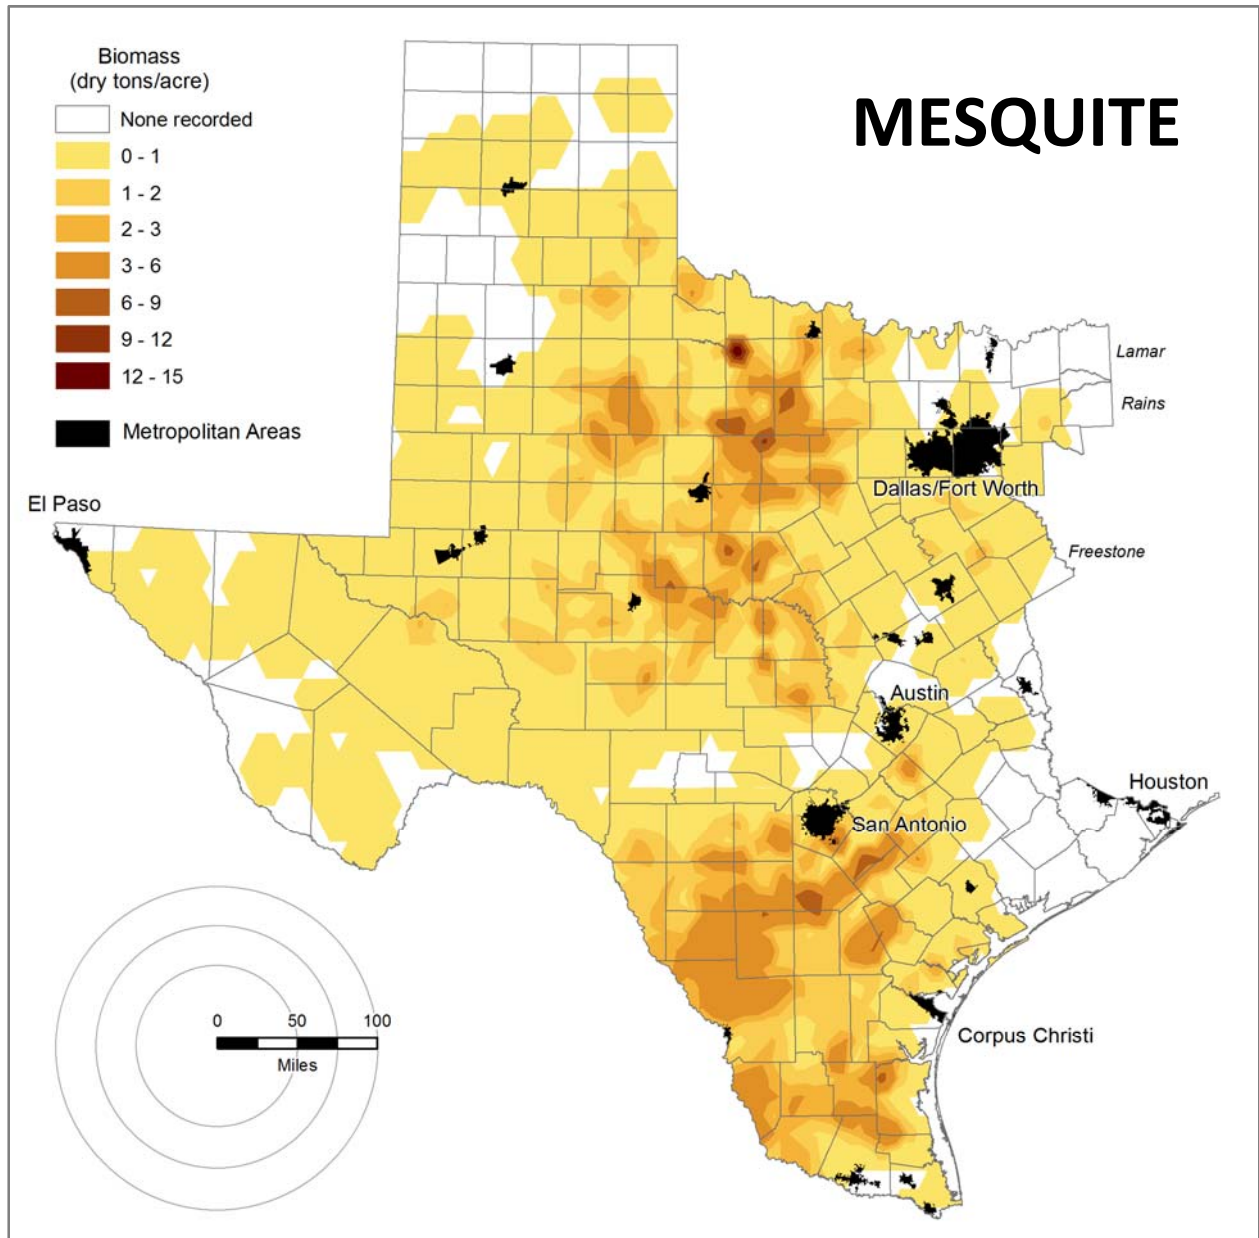 MESQUITE
Biomass
(dry tons/acre)
None recorded
0 - 1
1 - 2
2 - 3
3 - 6
6 - 9
9 - 12
12 - 15
Metropolitan Areas
Lamar
Rains
Dallas/Fort Worth
El Paso
Freestone
Austin
Houston
San Antonio
Corpus Christi
0 50 100
Miles